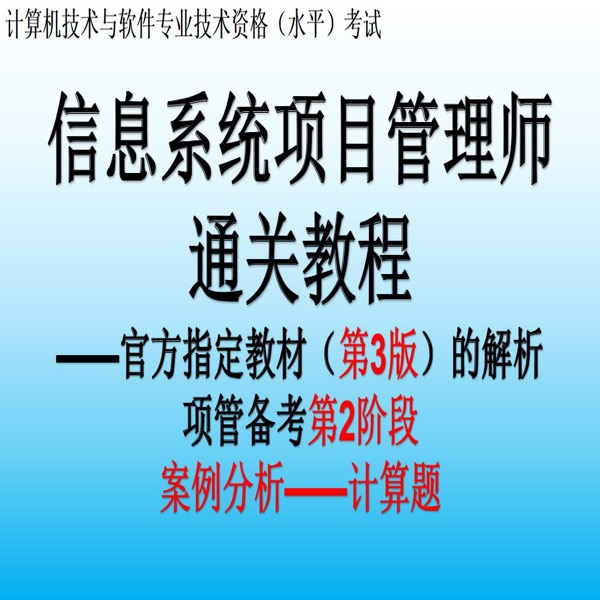 计算机技术与软件专业技术资格（水平）考试
信息系统项目管理师
通关教程
——官方指定教材（第3版）的解析
项管备考第2阶段
案例分析——计算题